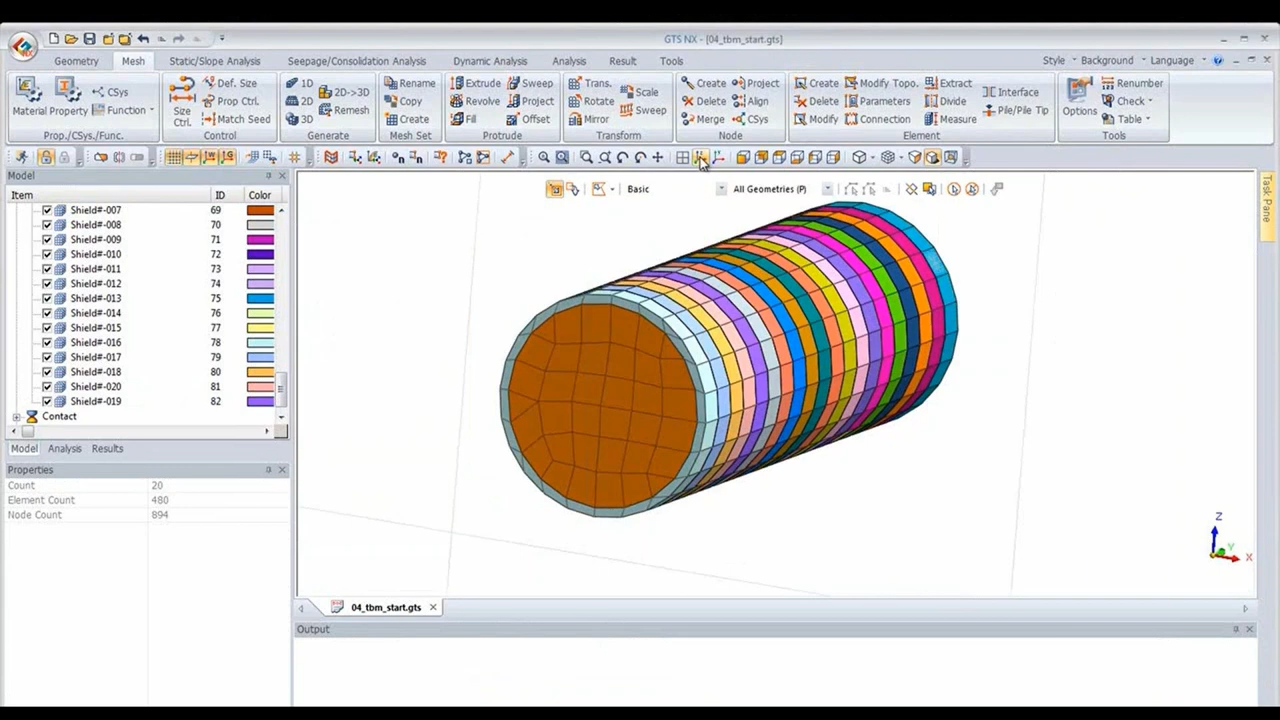 GTS NX - [04_tbm_start.gts]
Geometry Mesh Static/Slope Analysis Seepage/Consolidation Analysis Dynamic Analysis Analysis Result Tools Style Background Language
Material Property CSys Function Prop./CSys./Func.
Size Ctrl. Def. Size Prop Ctrl. Match Seed Control
1D 2D 3D 2D->3D Remesh Generate
Rename Copy Create Mesh Set
Extrude Revolve Fill Sweep Project Offset Protrude
Trans. Rotate Mirror Scale Sweep Transform
Create Delete Merge Project Align CSys Node
Create Delete Modify Modify Topo. Parameters Connection Extract Divide Measure Interface Pile/Pile Tip Element
Options Renumber Check Table Tools
Model
Item ID Color
Shield#-007 69
Shield#-008 70
Shield#-009 71
Shield#-010 72
Shield#-011 73
Shield#-012 74
Shield#-013 75
Shield#-014 76
Shield#-015 77
Shield#-016 78
Shield#-017 79
Shield#-018 80
Shield#-020 81
Shield#-019 82
Contact
Model Analysis Results
Properties
Count 20
Element Count 480
Node Count 894
Basic All Geometries (P)
Task Pane
Z
Y
X
04_tbm_start.gts
Output